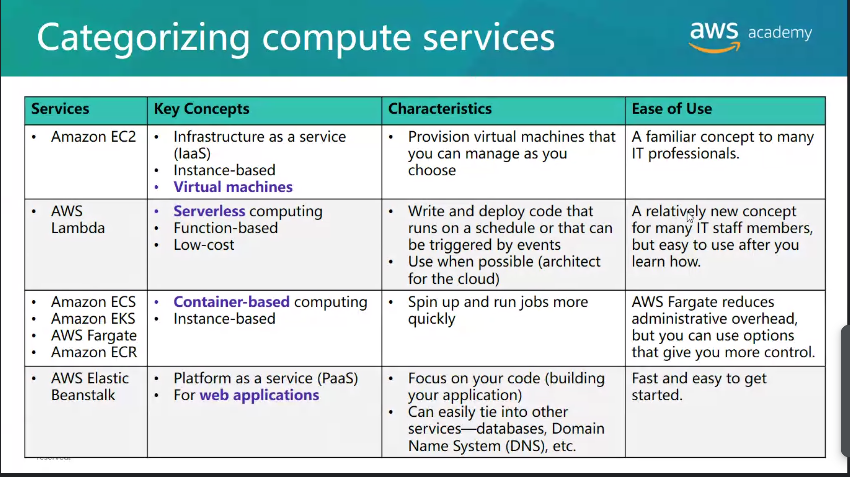 Categorizing compute services
aws academy
Services
Key Concepts
Characteristics
Ease of Use
• Amazon EC2
• Infrastructure as a service
(IaaS)
• Instance-based
• Virtual machines
• Provision virtual machines that
you can manage as you
choose
A familiar concept to many
IT professionals.
• AWS
Lambda
• Serverless computing
• Function-based
• Low-cost
• Write and deploy code that
runs on a schedule or that can
be triggered by events
• Use when possible (architect
for the cloud)
A relatively new concept
for many IT staff members,
but easy to use after you
learn how.
• Amazon ECS
• Amazon EKS
• AWS Fargate
• Amazon ECR
• Container-based computing
• Instance-based
• Spin up and run jobs more
quickly
AWS Fargate reduces
administrative overhead,
but you can use options
that give you more control.
• AWS Elastic
Beanstalk
• Platform as a service (PaaS)
• For web applications
• Focus on your code (building
your application)
• Can easily tie into other
services—databases, Domain
Name System (DNS), etc.
Fast and easy to get
started.